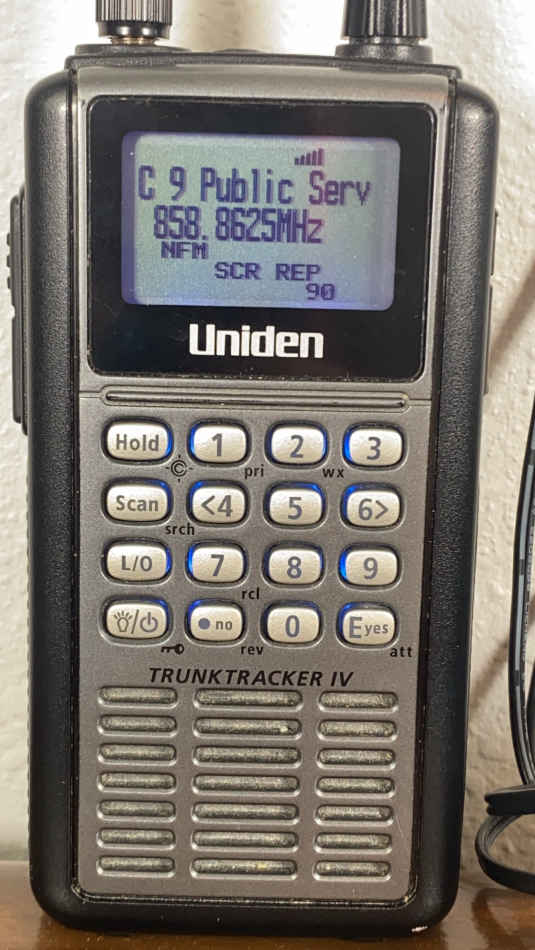 C 9 Public Serv
858.8625MHz
NFM
SCR REP
90
Uniden
Hold 1 2 3
pri wx
Scan <4 5 6>
srch
L/O 7 8 9
rcl
• no 0 E yes
rev att
TRUNKTRACKER IV